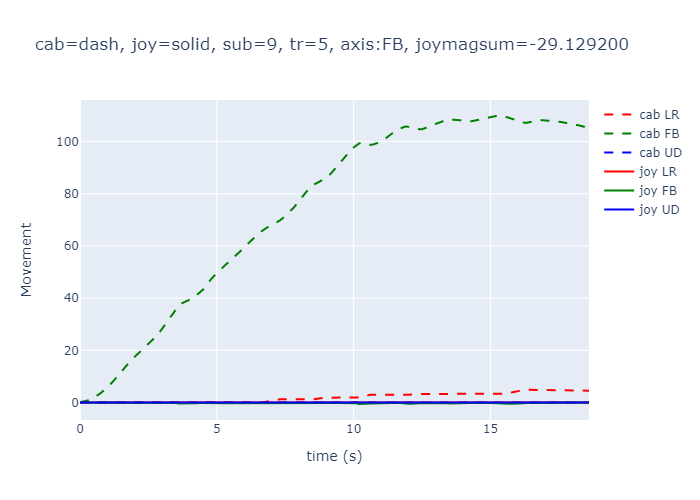 cab=dash, joy=solid, sub=9, tr=5, axis:FB, joymagsum=-29.129200
cab LR
cab FB
cab UD
joy LR
joy FB
joy UD
Movement
100
80
60
40
20
0
0
5
10
15
time (s)